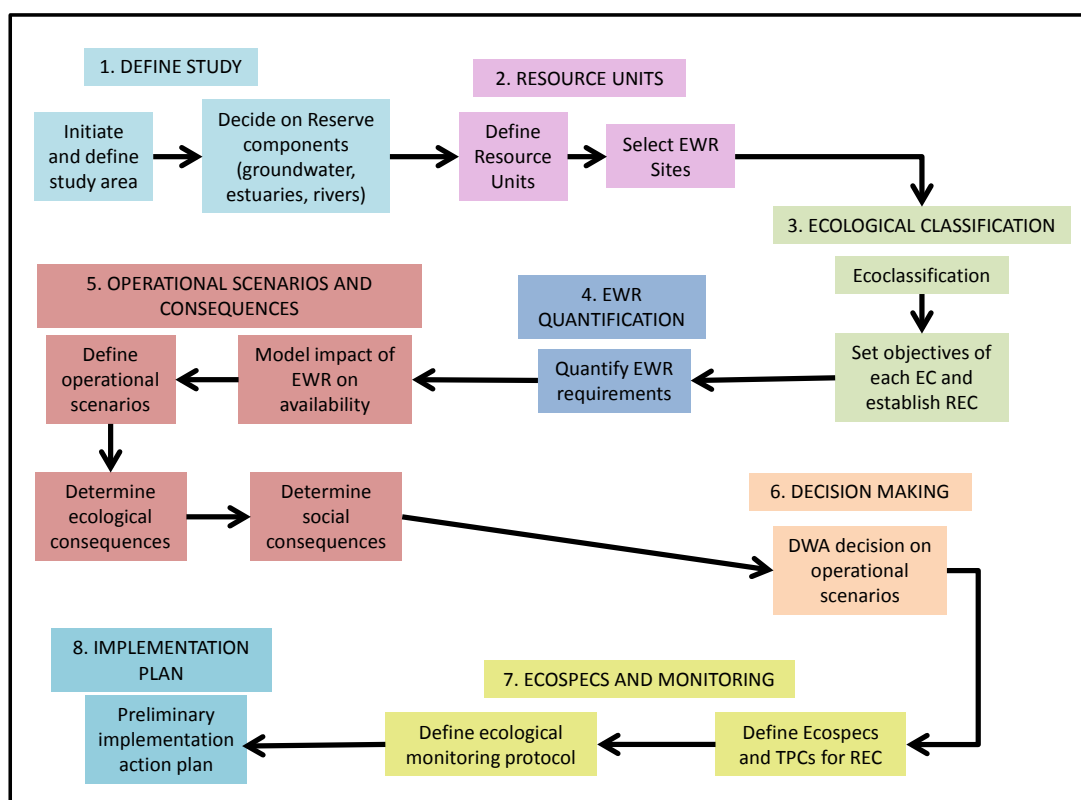 1. DEFINE STUDY
Initiate
and define
study area
Decide on Reserve
components
(groundwater,
estuaries, rivers)
2. RESOURCE UNITS
Define
Resource
Units
Select EWR
Sites
3. ECOLOGICAL CLASSIFICATION
Ecoclassification
Set objectives of
each EC and
establish REC
4. EWR
QUANTIFICATION
Quantify EWR
requirements
5. OPERATIONAL SCENARIOS AND
CONSEQUENCES
Model impact of
EWR on
availability
Define
operational
scenarios
Determine
ecological
consequences
Determine
social
consequences
6. DECISION MAKING
DWA decision on
operational
scenarios
7. ECOSPECS AND MONITORING
Define Ecospecs
and TPCs for REC
Define ecological
monitoring protocol
8. IMPLEMENTATION
PLAN
Preliminary
implementation
action plan